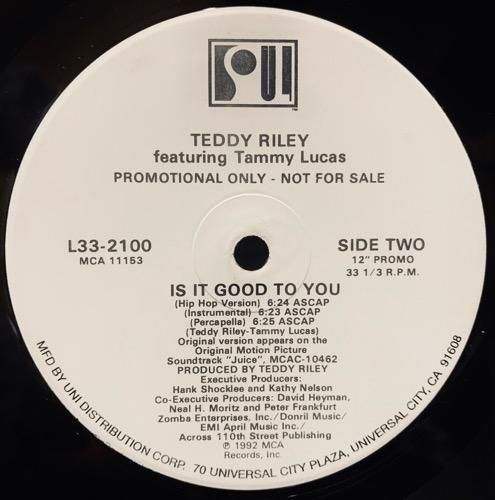 SOUL
TM
TEDDY RILEY
featuring Tammy Lucas
PROMOTIONAL ONLY - NOT FOR SALE
L33-2100
MCA 11153
SIDE TWO
12" PROMO
33 1/3 R.P.M.
IS IT GOOD TO YOU
(Hip Hop Version) 6:24 ASCAP
(Instrumental) 6:23 ASCAP
(Percapella) 6:25 ASCAP
(Teddy Riley-Tammy Lucas)
Original version appears on the
Original Motion Picture
Soundtrack "Juice", MCAC-10462
PRODUCED BY TEDDY RILEY
Executive Producers:
Hank Shocklee and Kathy Nelson
Co-Executive Producers: David Heyman,
Neal H. Moritz and Peter Frankfurt
Zomba Enterprises, Inc./Donril Music/
EMI April Music Inc./
Across 110th Street Publishing
℗ 1992 MCA
Records, Inc.
MFD BY UNI DISTRIBUTION CORP. 70 UNIVERSAL CITY PLAZA, UNIVERSAL CITY, CA 91608